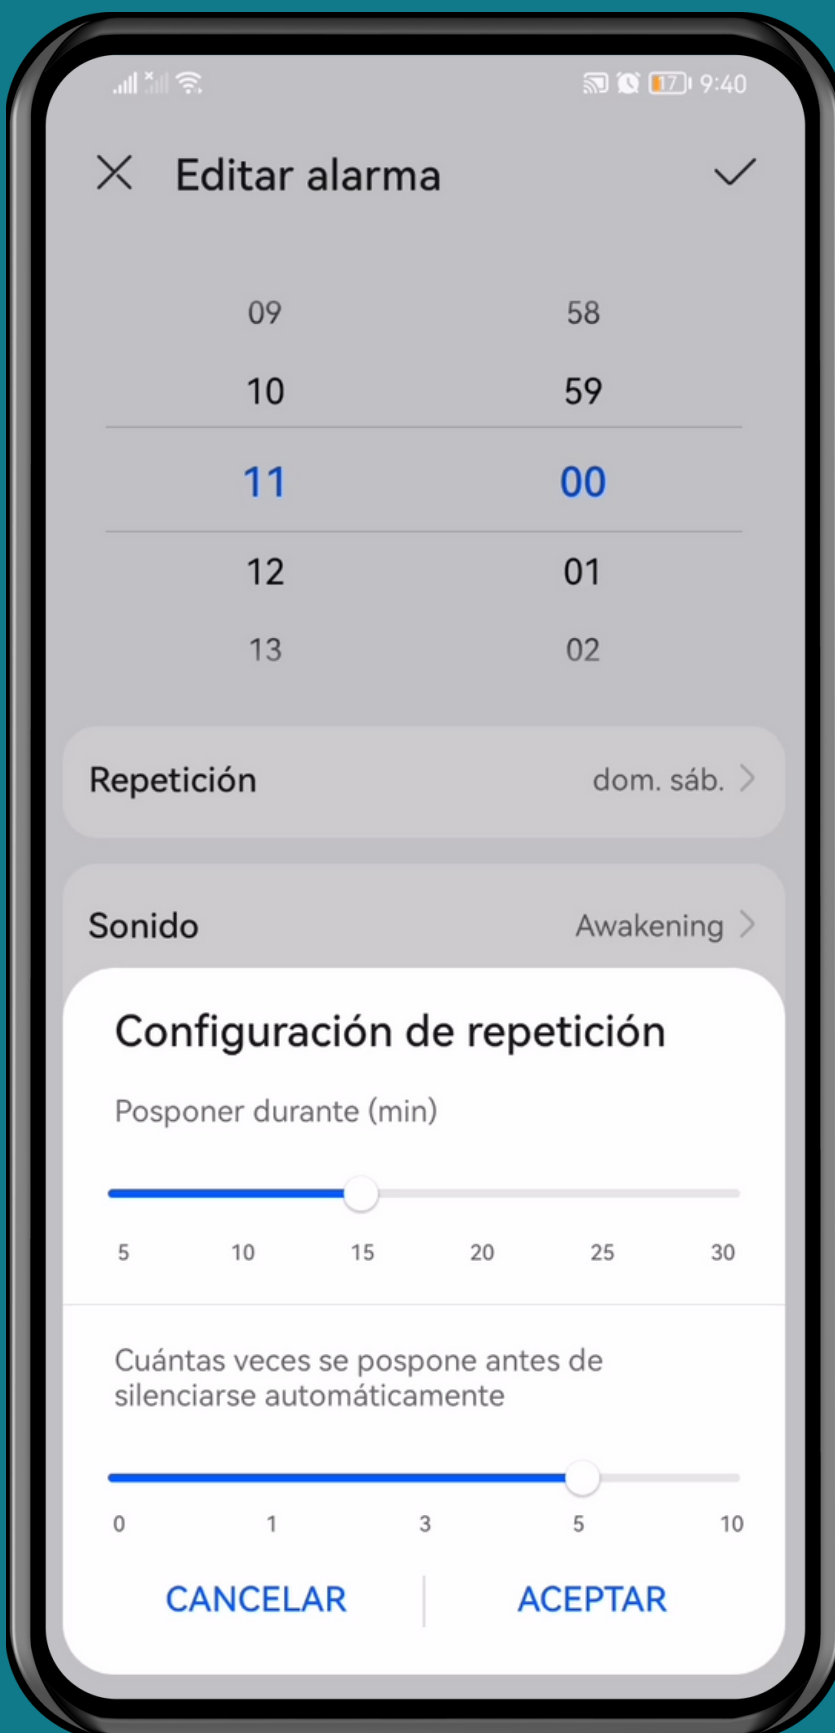 17 9:40
Editar alarma
09 58
10 59
11 00
12 01
13 02
Repetición dom. sáb.
Sonido Awakening
Configuración de repetición
Posponer durante (min)
5 10 15 20 25 30
Cuántas veces se pospone antes de
silenciarse automáticamente
0 1 3 5 10
CANCELAR ACEPTAR